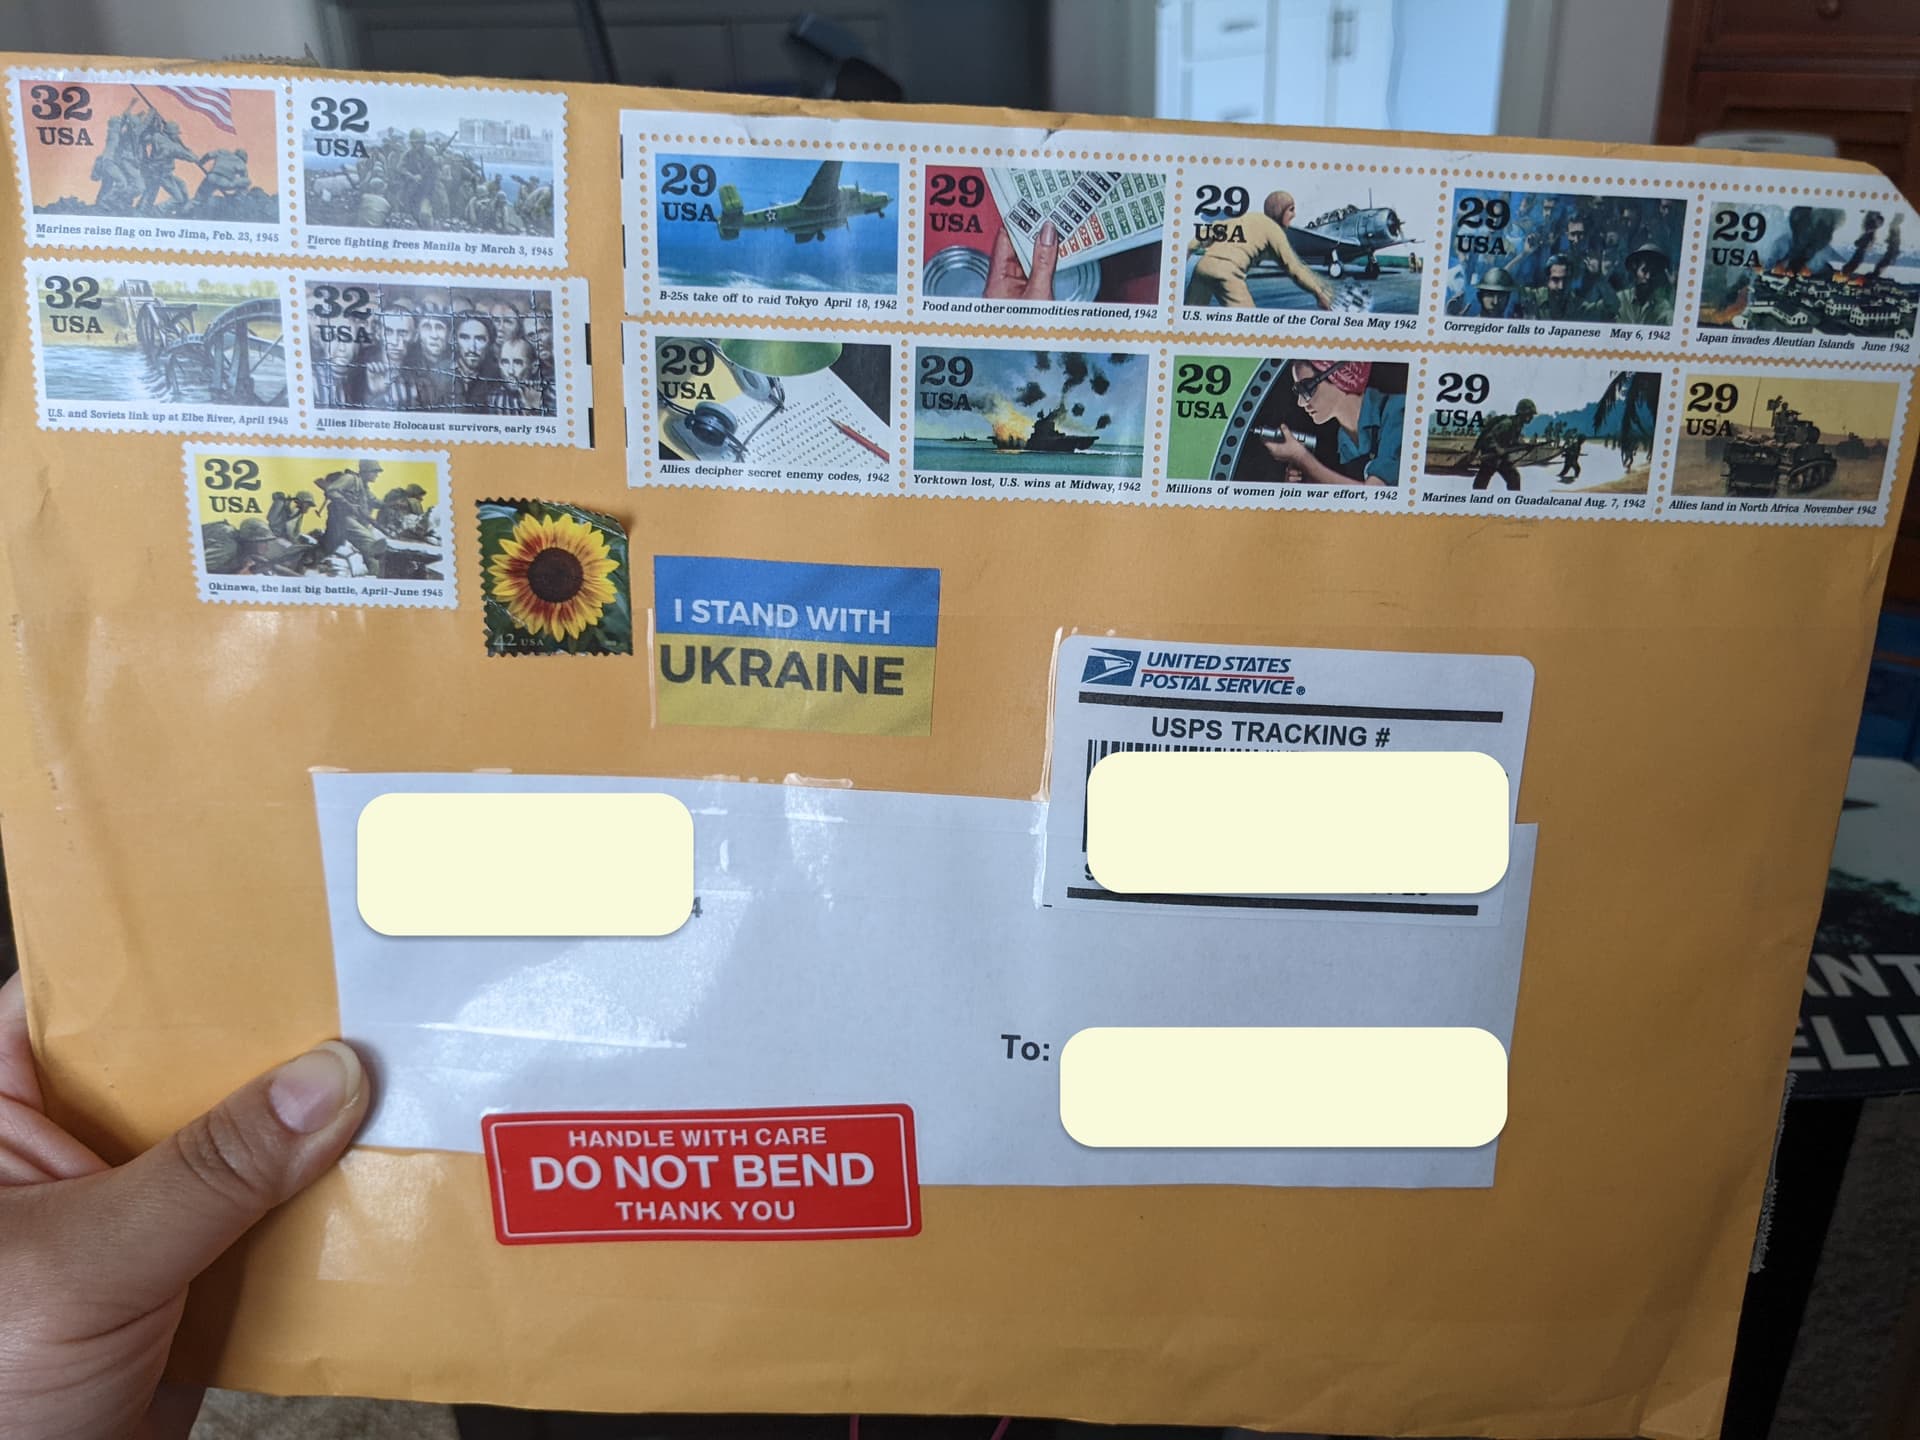 32
USA
Marines raise flag on Iwo Jima, Feb. 23, 1945
32
USA
Fierce fighting frees Manila by March 3, 1945
32
USA
U.S. and Soviets link up at Elbe River, April 1945
32
USA
Allies liberate Holocaust survivors, early 1945
32
USA
Okinawa, the last big battle, April–June 1945
42 USA
29
USA
B-25s take off to raid Tokyo April 18, 1942
29
USA
Food and other commodities rationed, 1942
29
USA
U.S. wins Battle of the Coral Sea May 1942
29
USA
Corregidor falls to Japanese May 6, 1942
29
USA
Japan invades Aleutian Islands June 1942
29
USA
Allies decipher secret enemy codes, 1942
29
USA
Yorktown lost, U.S. wins at Midway, 1942
29
USA
Millions of women join war effort, 1942
29
USA
Marines land on Guadalcanal Aug. 7, 1942
29
USA
Allies land in North Africa November 1942
I STAND WITH
UKRAINE
UNITED STATES
POSTAL SERVICE®
USPS TRACKING #
4
To:
HANDLE WITH CARE
DO NOT BEND
THANK YOU